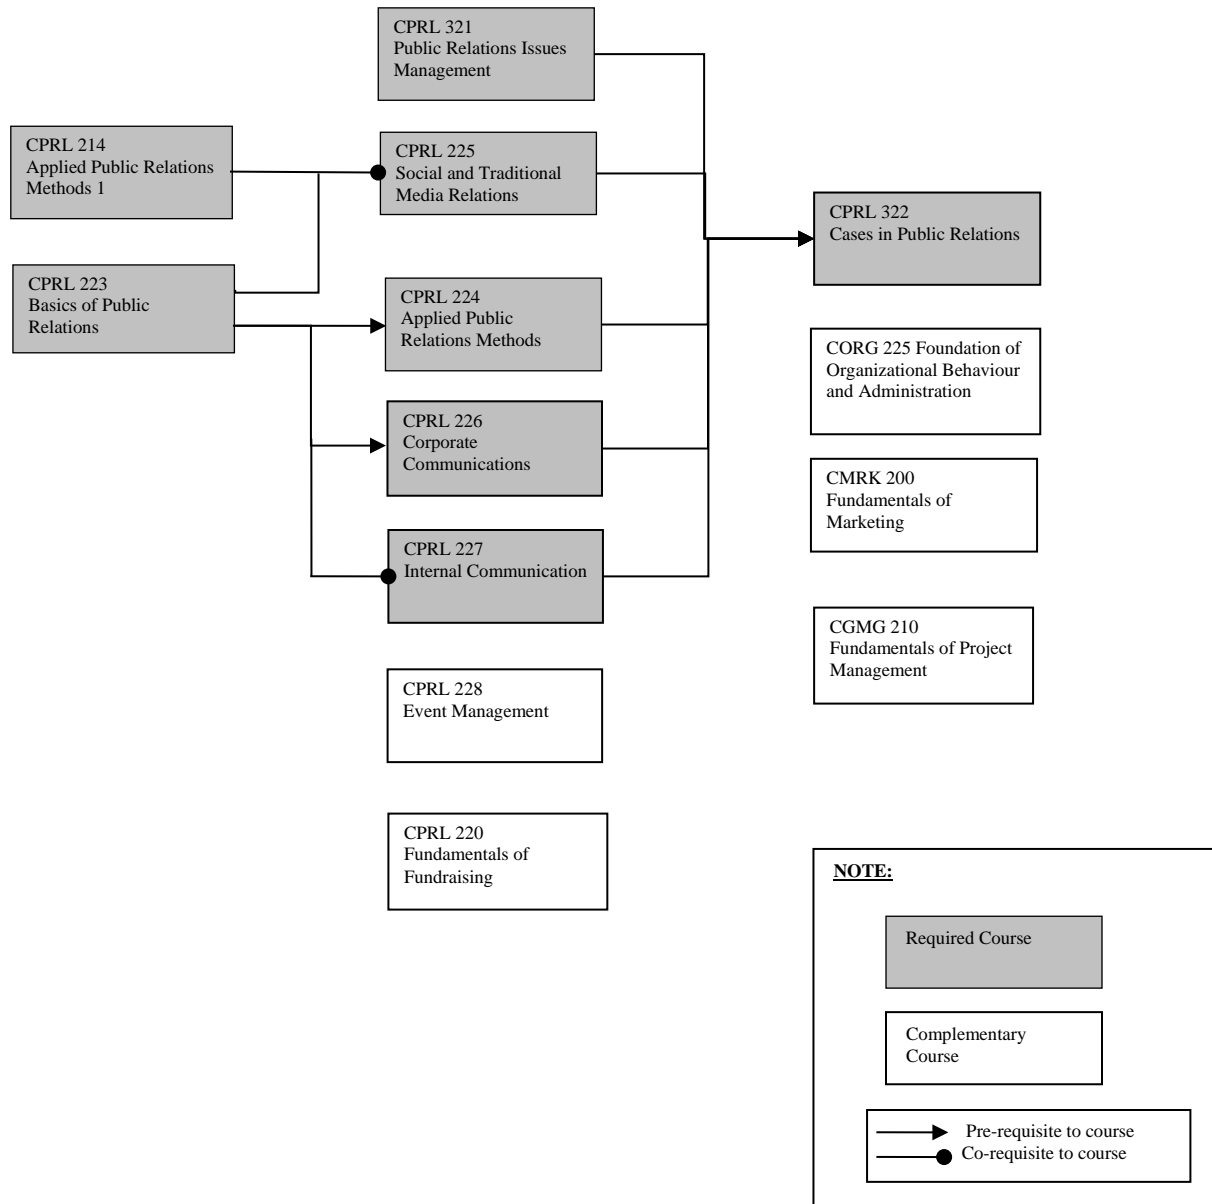 CPRL 321
Public Relations Issues
Management
CPRL 214
Applied Public Relations
Methods 1
CPRL 225
Social and Traditional
Media Relations
CPRL 322
Cases in Public Relations
CPRL 223
Basics of Public
Relations
CPRL 224
Applied Public
Relations Methods
CORG 225 Foundation of
Organizational Behaviour
and Administration
CPRL 226
Corporate
Communications
CMRK 200
Fundamentals of
Marketing
CPRL 227
Internal Communication
CGMG 210
Fundamentals of Project
Management
CPRL 228
Event Management
CPRL 220
Fundamentals of
Fundraising
NOTE:
Required Course
Complementary
Course
Pre-requisite to course
Co-requisite to course